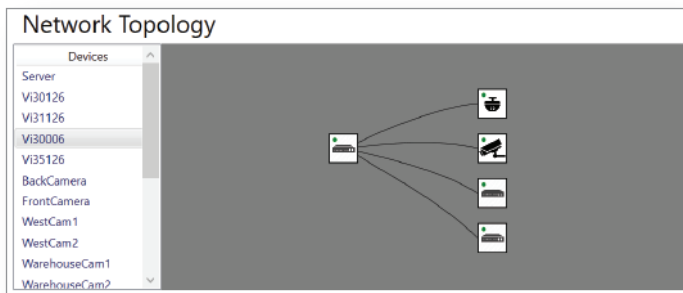 Network Topology
Devices
Server
Vi30126
Vi31126
Vi30006
Vi35126
BackCamera
FrontCamera
WestCam1
WestCam2
WarehouseCam1
WarehouseCam2